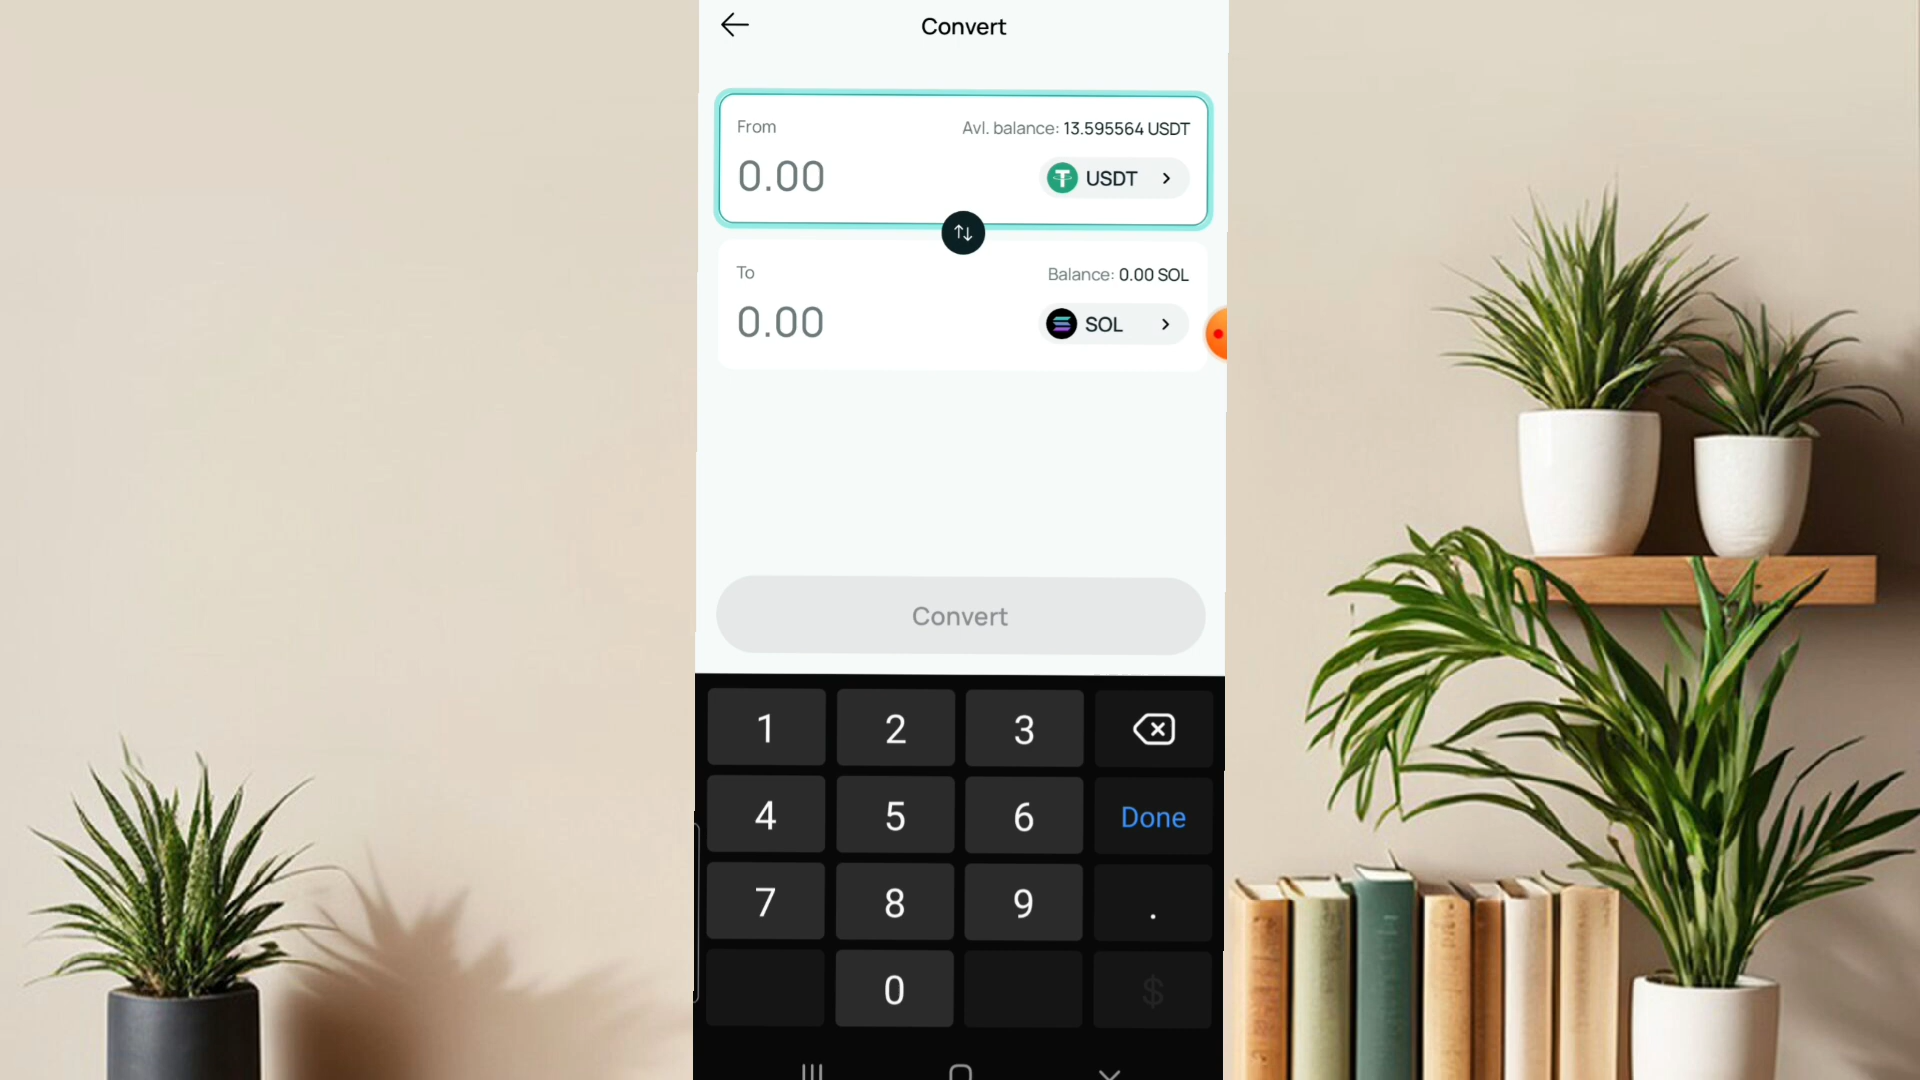 Convert
From
Avl. balance: 13.595564 USDT
0.00
USDT
To
Balance: 0.00 SOL
0.00
SOL
Convert
1 2 3
4 5 6 Done
7 8 9 .
0 $